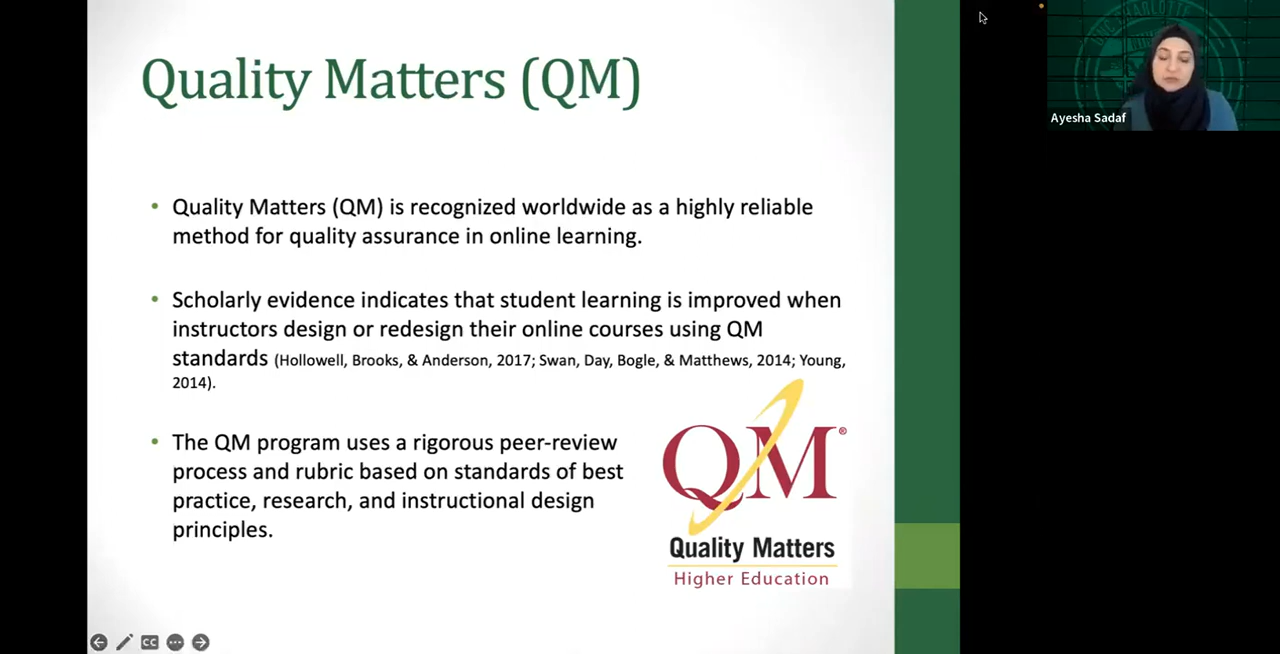 Quality Matters (QM)
Ayesha Sadaf
• Quality Matters (QM) is recognized worldwide as a highly reliable
method for quality assurance in online learning.
• Scholarly evidence indicates that student learning is improved when
instructors design or redesign their online courses using QM
standards (Hollowell, Brooks, & Anderson, 2017; Swan, Day, Bogle, & Matthews, 2014; Young,
2014).
• The QM program uses a rigorous peer-review
process and rubric based on standards of best
practice, research, and instructional design
principles.
QM®
Quality Matters
Higher Education
CC